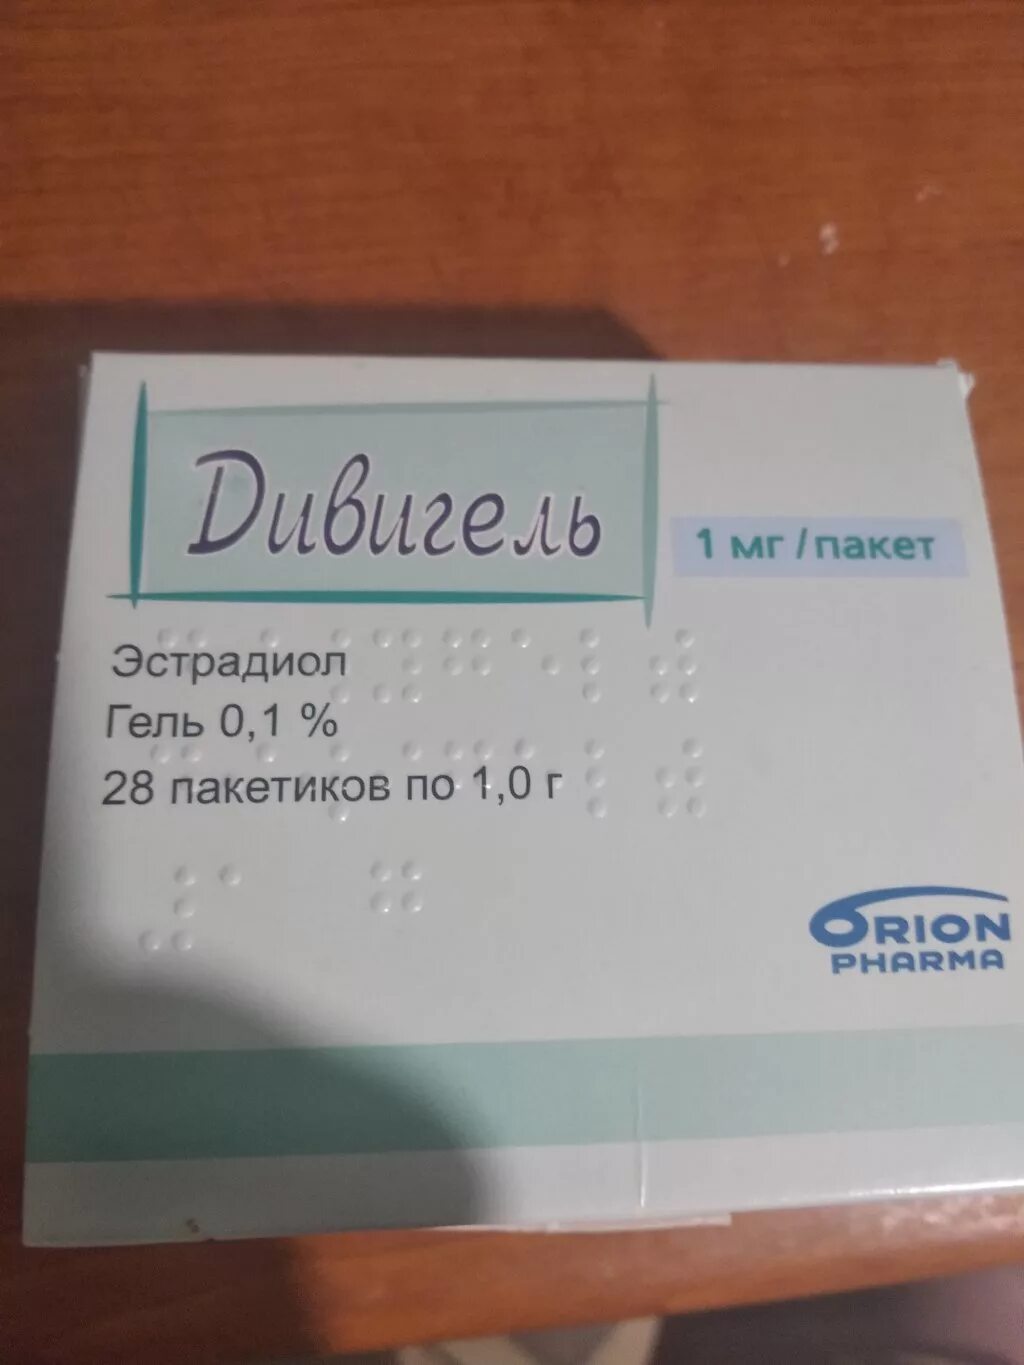 Дивигель
1 мг/пакет
Эстрадиол
Гель 0,1 %
28 пакетиков по 1,0 г
ORION
PHARMA